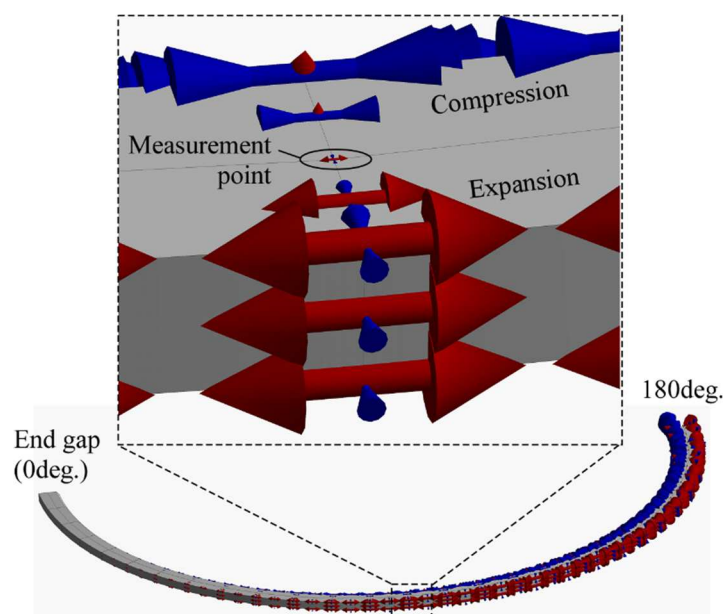 Compression
Measurement
point
Expansion
180deg.
End gap
(0deg.)